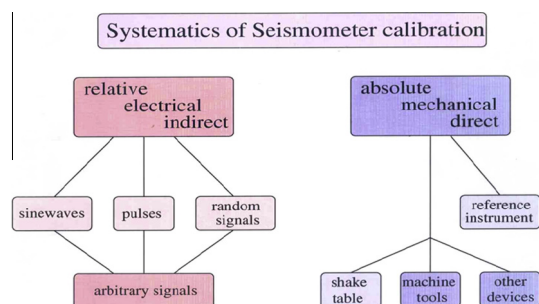 Systematics of Seismometer calibration
relative
electrical
indirect
absolute
mechanical
direct
sinewaves
pulses
random
signals
reference
instrument
arbitrary signals
shake
table
machine
tools
other
devices